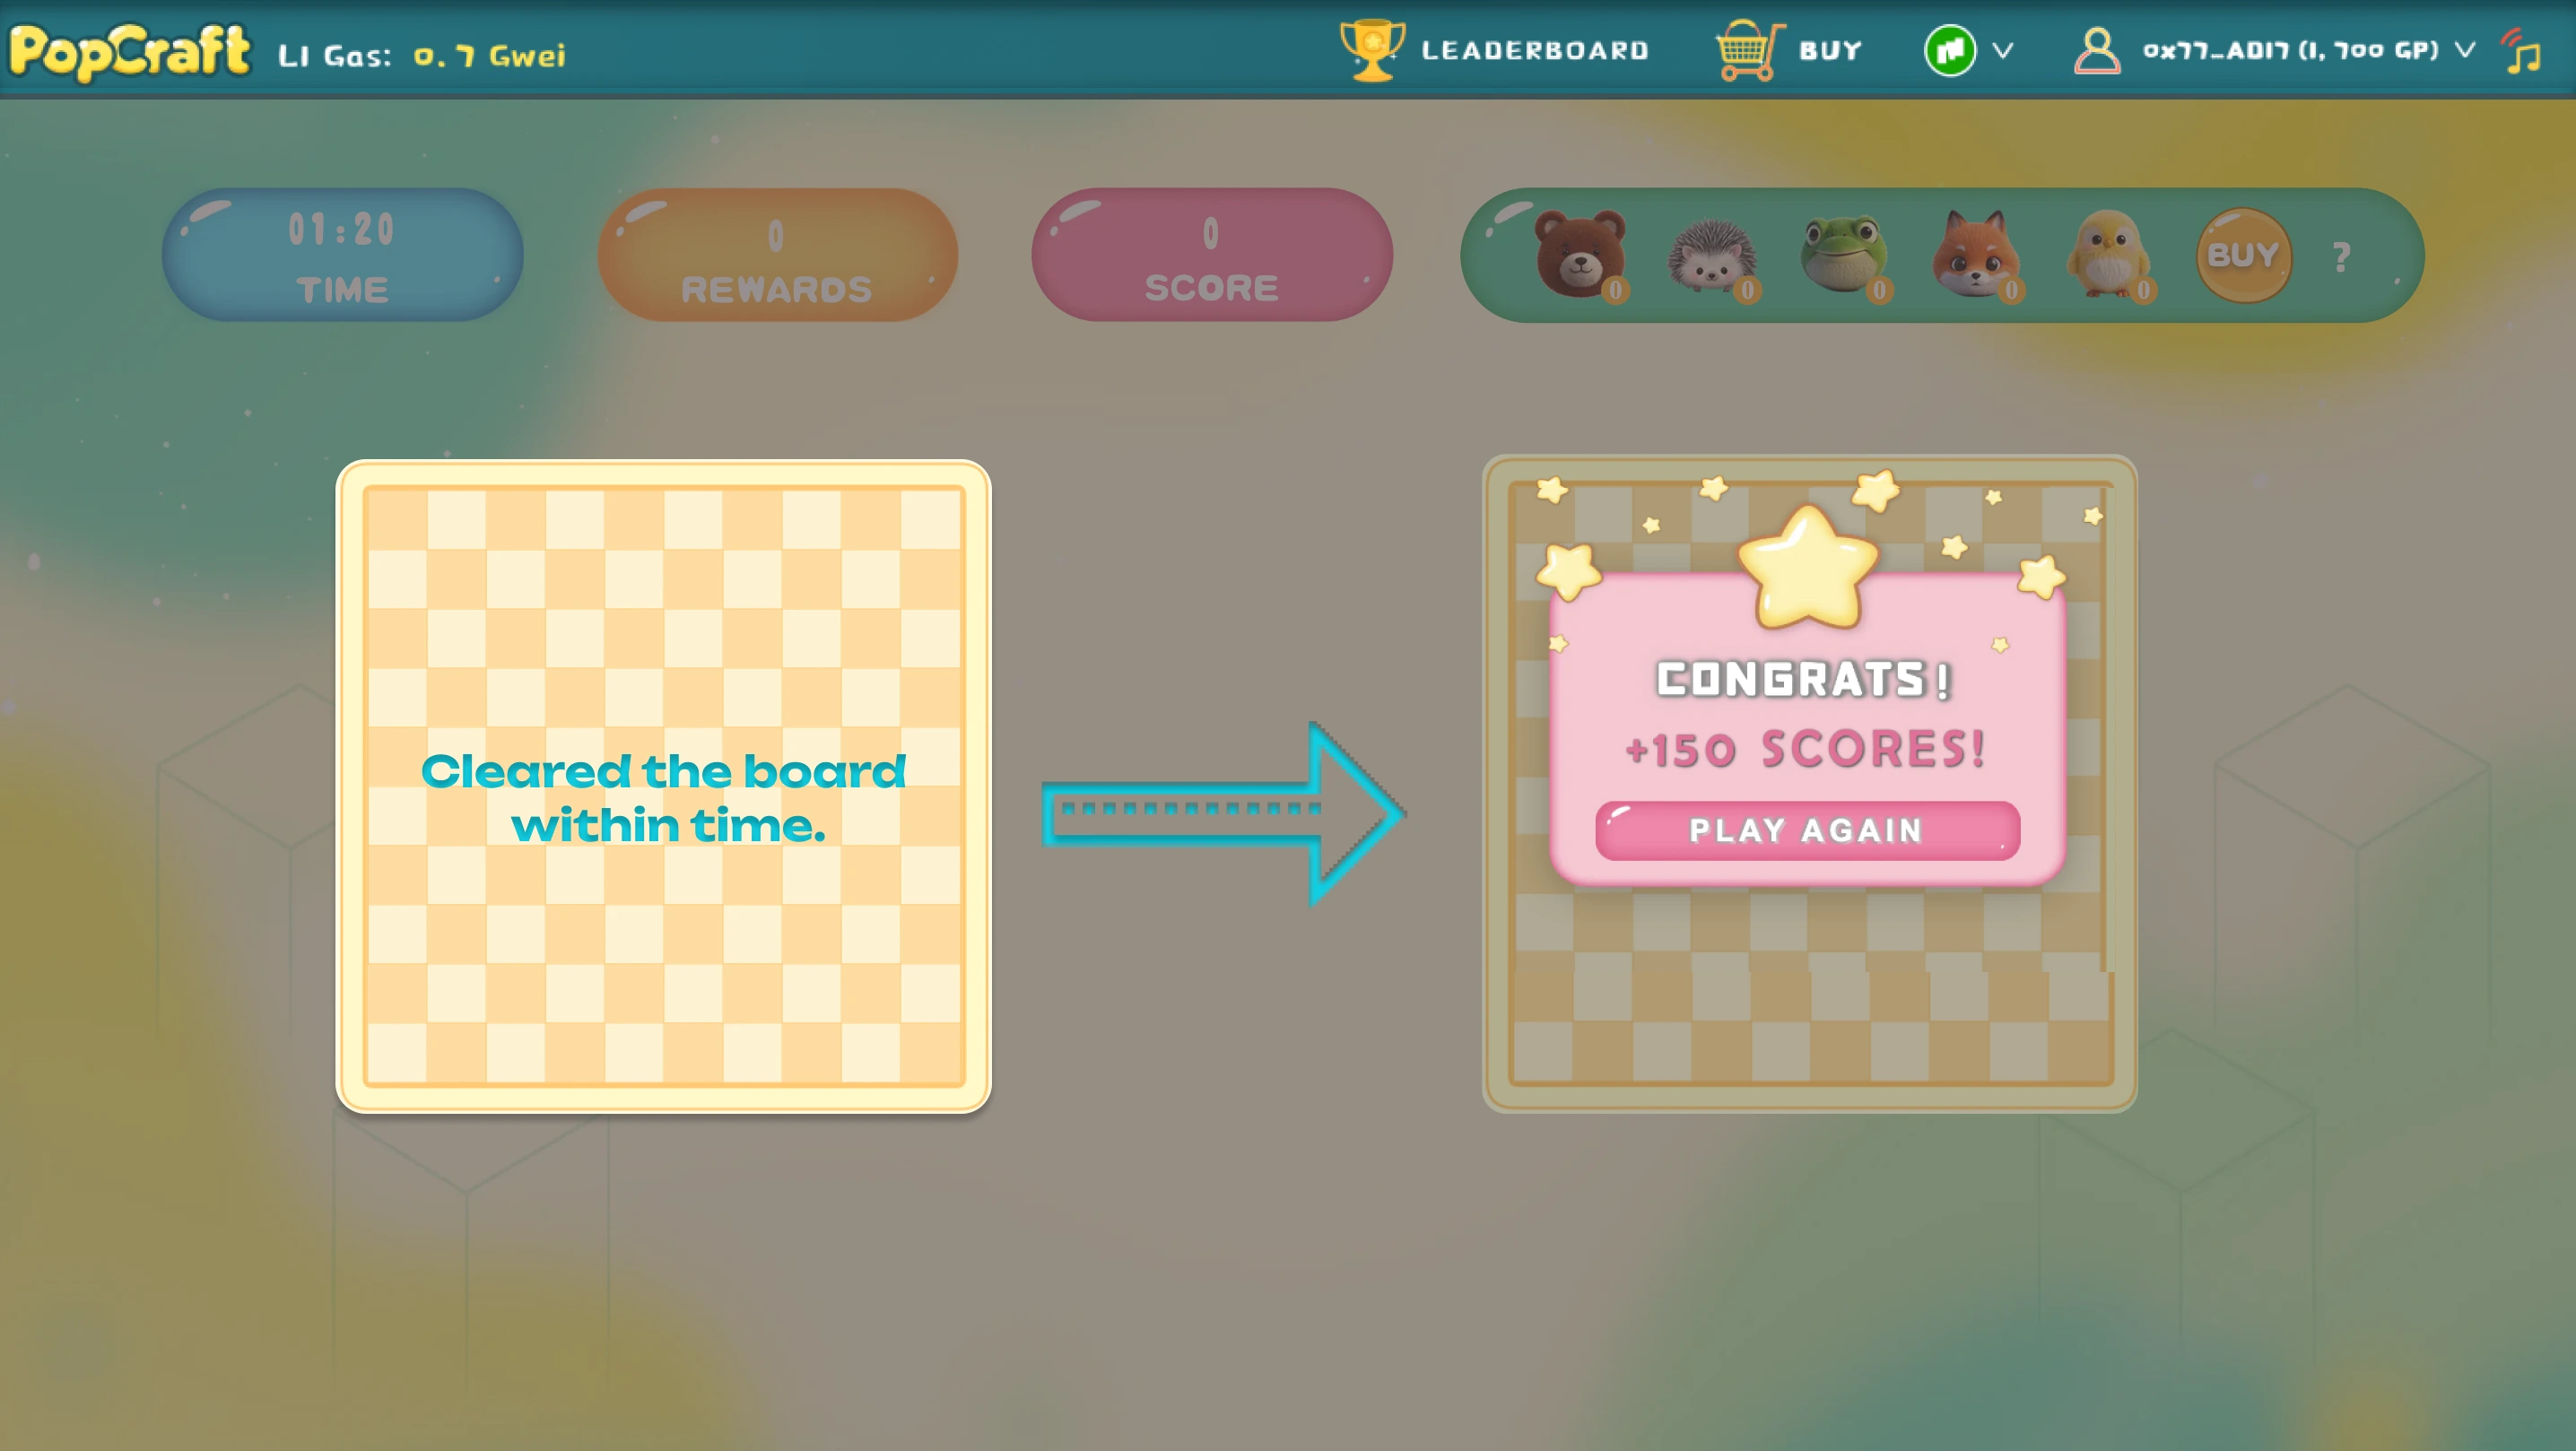 PopCraft
L1 Gas: 0.7 Gwei
LEADERBOARD
BUY
0x77...AD17 (1,700 GP)
01:20
TIME
0
REWARDS
0
SCORE
0
0
0
0
0
BUY
?
Cleared the board
within time.
CONGRATS!
+150 SCORES!
PLAY AGAIN